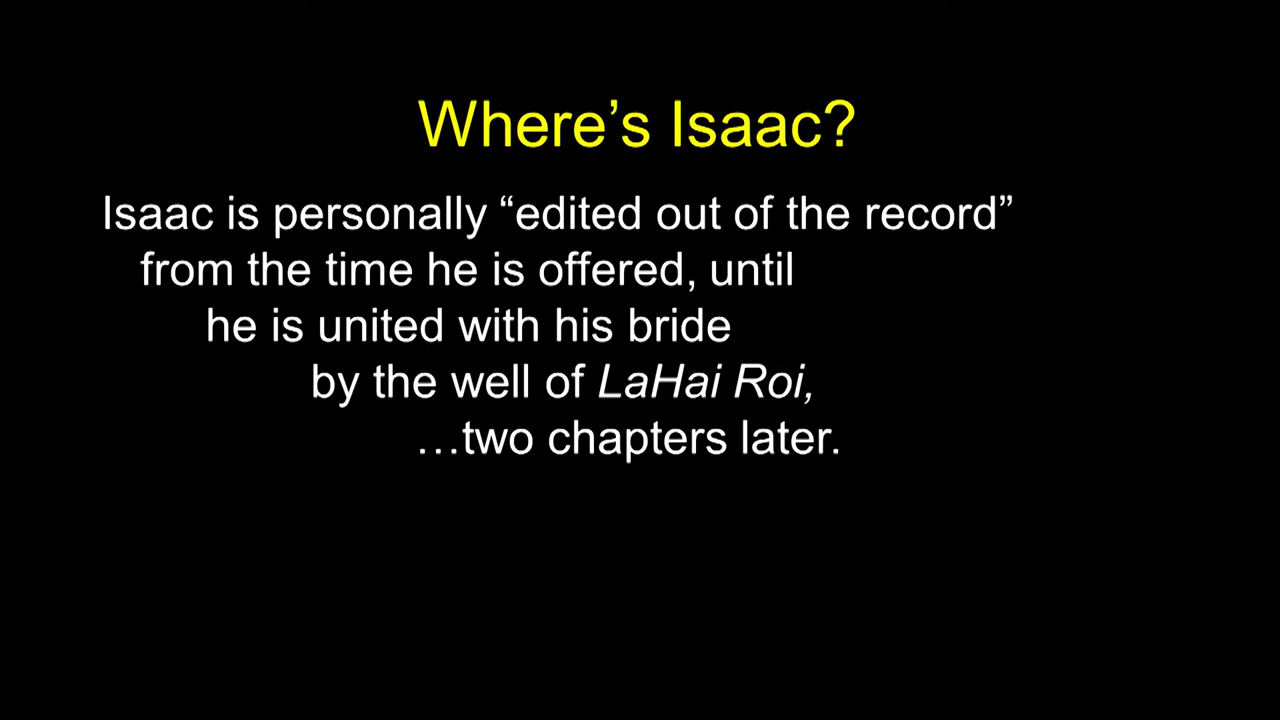 Where’s Isaac?
Isaac is personally “edited out of the record”
from the time he is offered, until
he is united with his bride
by the well of LaHai Roi,
…two chapters later.